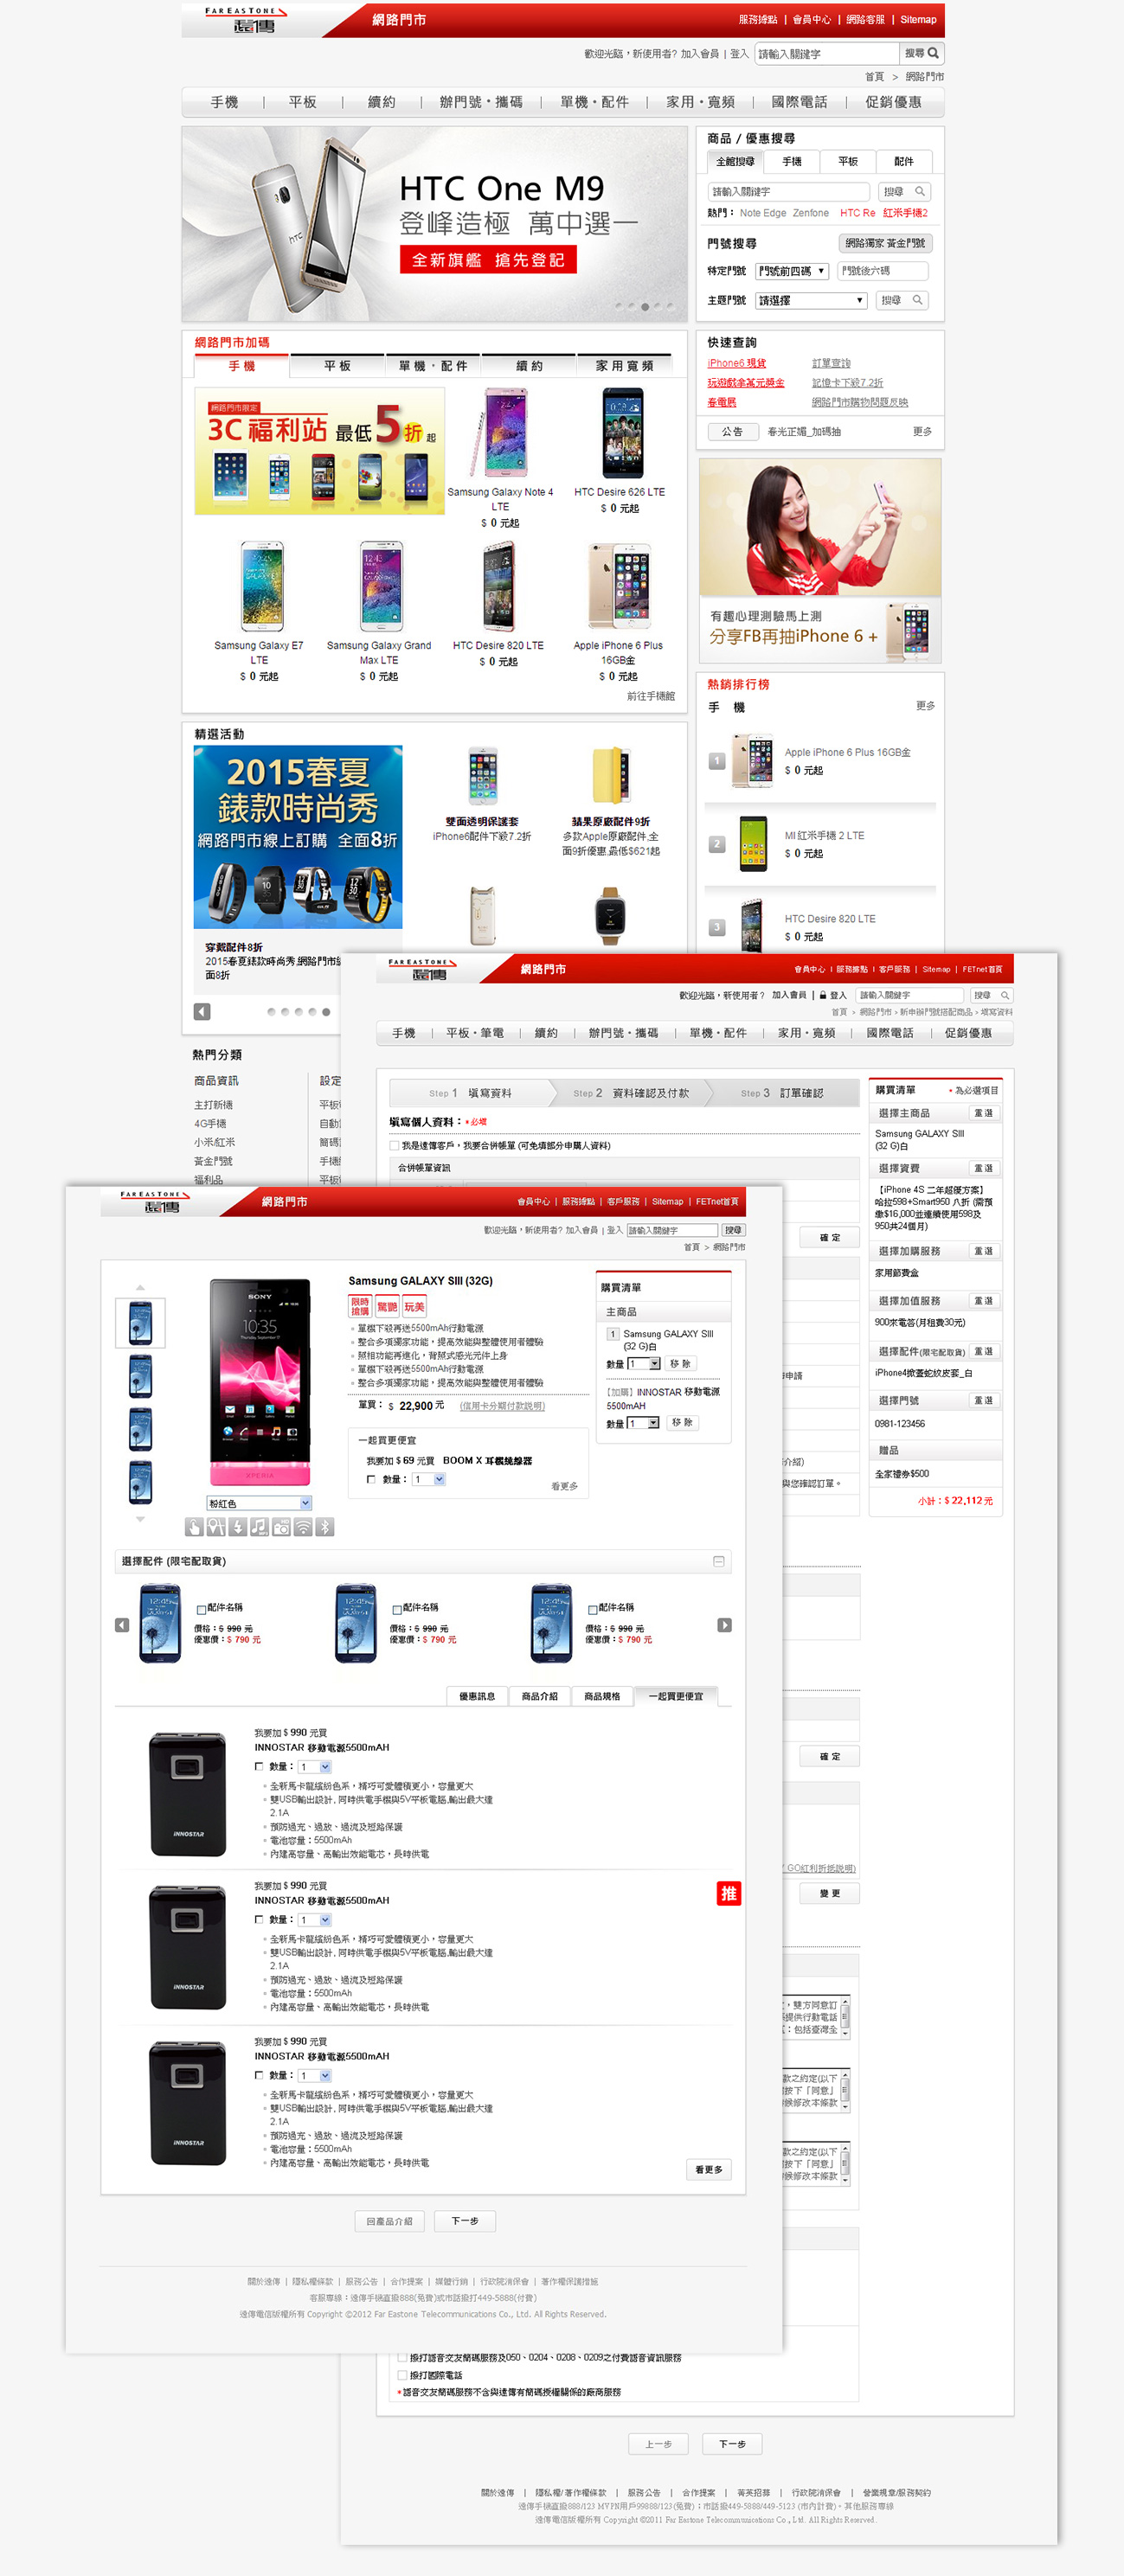 FAREASTONE 遠傳
網路門市
服務據點 | 會員中心 | 網路客服 | Sitemap
歡迎光臨，新使用者? 加入會員 | 登入 請輸入關鍵字 搜尋
首頁 > 網路門市
手機 | 平板 | 續約 | 辦門號・攜碼 | 單機・配件 | 家用・寬頻 | 國際電話 | 促銷優惠
HTC One M9
登峰造極 萬中選一
全新旗艦 搶先登記
商品 / 優惠搜尋
全館搜尋 手機 平板 配件
請輸入關鍵字 搜尋
熱門： Note Edge Zenfone HTC Re 紅米手機2
門號搜尋 網路獨家 黃金門號
特定門號 門號前四碼 門號後六碼
主題門號 請選擇 搜尋
網路門市加碼
手機 平板 單機・配件 續約 家用寬頻
網路門市限定
3C 福利站 最低5折起
Samsung Galaxy Note 4
LTE
$ 0 元起
HTC Desire 626 LTE
$ 0 元起
Samsung Galaxy E7
LTE
$ 0 元起
Samsung Galaxy Grand
Max LTE
$ 0 元起
HTC Desire 820 LTE
$ 0 元起
Apple iPhone 6 Plus
16GB金
$ 0 元起
前往手機館
快速查詢
iPhone6 現貨 訂單查詢
玩遊戲拿萬元獎金 記憶卡下殺7.2折
春電展 網路門市購物問題反映
公告 春光正媚_加碼抽 更多
有趣心理測驗馬上測
分享FB再抽iPhone 6 +
熱銷排行榜
手 機 更多
1 Apple iPhone 6 Plus 16GB金
$ 0 元起
2 MI 紅米手機 2 LTE
$ 0 元起
3 HTC Desire 820 LTE
$ 0 元起
精選活動
2015春夏
錶款時尚秀
網路門市線上訂購 全面8折
穿戴配件8折
2015春夏錶款時尚秀,網路門市
面8折
雙面透明保護套
iPhone6配件下殺7.2折
蘋果原廠配件9折
多款Apple原廠配件,全
面9折優惠,最低$621起
熱門分類
商品資訊
主打新機
4G手機
小米/紅米
黃金門號
福利品
FAREASTONE 遠傳
網路門市
會員中心 | 服務據點 | 客戶服務 | Sitemap | FETnet首頁
歡迎光臨，新使用者？ 加入會員 | 登入 請輸入關鍵字 搜尋
首頁 > 網路門市 > 新申辦門號搭配商品 > 填寫資料
手機 | 平板・筆電 | 續約 | 辦門號・攜碼 | 單機・配件 | 家用・寬頻 | 國際電話 | 促銷優惠
Step 1 填寫資料 Step 2 資料確認及付款 Step 3 訂單確認
填寫個人資料：*必填
我是遠傳客戶，我要合併帳單 (可免填部分申購人資料)
合併帳單資訊
確 定
確 定
GO紅利折抵說明)
變 更
購買清單 * 為必選項目
選擇主商品 重選
Samsung GALAXY SIII
(32 G)白
選擇資費 重選
【iPhone 4S 二年超優方案】
哈拉598+Smart950 八折 (需預
繳$16,000並連續使用598及
950共24個月)
選擇加購服務 重選
家用節費盒
選擇加值服務 重選
900來電答(月租費30元)
選擇配件(限宅配取貨) 重選
iPhone4掀蓋蛇紋皮套_白
選擇門號 重選
0981-123456
贈品
全家禮券$500
小計：$ 22,112 元
FAREASTONE 遠傳
網路門市
會員中心 | 服務據點 | 客戶服務 | Sitemap | FETnet首頁
歡迎光臨，新使用者? 加入會員 | 登入 請輸入關鍵字 搜尋
首頁 > 網路門市
SONY
10:35
XPERIA
粉紅色
Samsung GALAXY SIII (32G)
限時搶購 驚艷 玩美
單機下殺再送5500mAh行動電源
整合多項獨家功能，提高效能與整體使用者體驗
照相功能再進化，背照式感光元件上身
單機下殺再送5500mAh行動電源
整合多項獨家功能，提高效能與整體使用者體驗
單買： $ 22,900 元 (信用卡分期付款說明)
一起買更便宜
我要加 $ 69 元買 BOOM X 耳機繞線器
數量： 1
看更多
購買清單
主商品
1 Samsung GALAXY SIII
(32 G)白
數量 1 移 除
【加購】INNOSTAR 移動電源
5500mAH
數量 1 移 除
選擇配件 (限宅配取貨)
配件名稱
價格：$ 990 元
優惠價：$ 790 元
配件名稱
價格：$ 990 元
優惠價：$ 790 元
配件名稱
價格：$ 990 元
優惠價：$ 790 元
優惠訊息 商品介紹 商品規格 一起買更便宜
我要加 $ 990 元買
INNOSTAR 移動電源5500mAH
數量： 1
全新馬卡龍繽紛色系，精巧可愛體積更小，容量更大
雙USB輸出設計, 同時供電手機與5V平板電腦,輸出最大達
2.1A
預防過充、過放、過流及短路保護
電池容量：5500mAh
內建高容量、高輸出效能電芯，長時供電
我要加 $ 990 元買
INNOSTAR 移動電源5500mAH
數量： 1
全新馬卡龍繽紛色系，精巧可愛體積更小，容量更大
雙USB輸出設計, 同時供電手機與5V平板電腦,輸出最大達
2.1A
預防過充、過放、過流及短路保護
電池容量：5500mAh
內建高容量、高輸出效能電芯，長時供電
推
我要加 $ 990 元買
INNOSTAR 移動電源5500mAH
數量： 1
全新馬卡龍繽紛色系，精巧可愛體積更小，容量更大
雙USB輸出設計, 同時供電手機與5V平板電腦,輸出最大達
2.1A
預防過充、過放、過流及短路保護
電池容量：5500mAh
內建高容量、高輸出效能電芯，長時供電
看更多
回產品介紹 下一步
關於遠傳 | 隱私權條款 | 服務公告 | 合作提案 | 媒體行銷 | 行政院消保會 | 著作權保護措施
客服專線：遠傳手機直撥888(免費)或市話撥打449-5888(付費)
遠傳電信版權所有 Copyright ©2012 Far Eastone Telecommunications Co., Ltd. All Rights Reserved.
撥打語音交友簡碼服務及050、0204、0208、0209之付費語音資訊服務
撥打國際電話
*語音交友簡碼服務不含與遠傳有簡碼授權關係的廠商服務
上一步 下一步
關於遠傳 | 隱私權/著作權條款 | 服務公告 | 合作提案 | 菁英招募 | 行政院消保會 | 營業規章/服務契約
遠傳手機直撥888/123 MVPN用戶99888/123(免費)；市話撥449-5888/449-5123 (市內計費)。其他服務專線
遠傳電信版權所有 Copyright ©2011 Far Eastone Telecommunications Co., Ltd. All Rights Reserved.